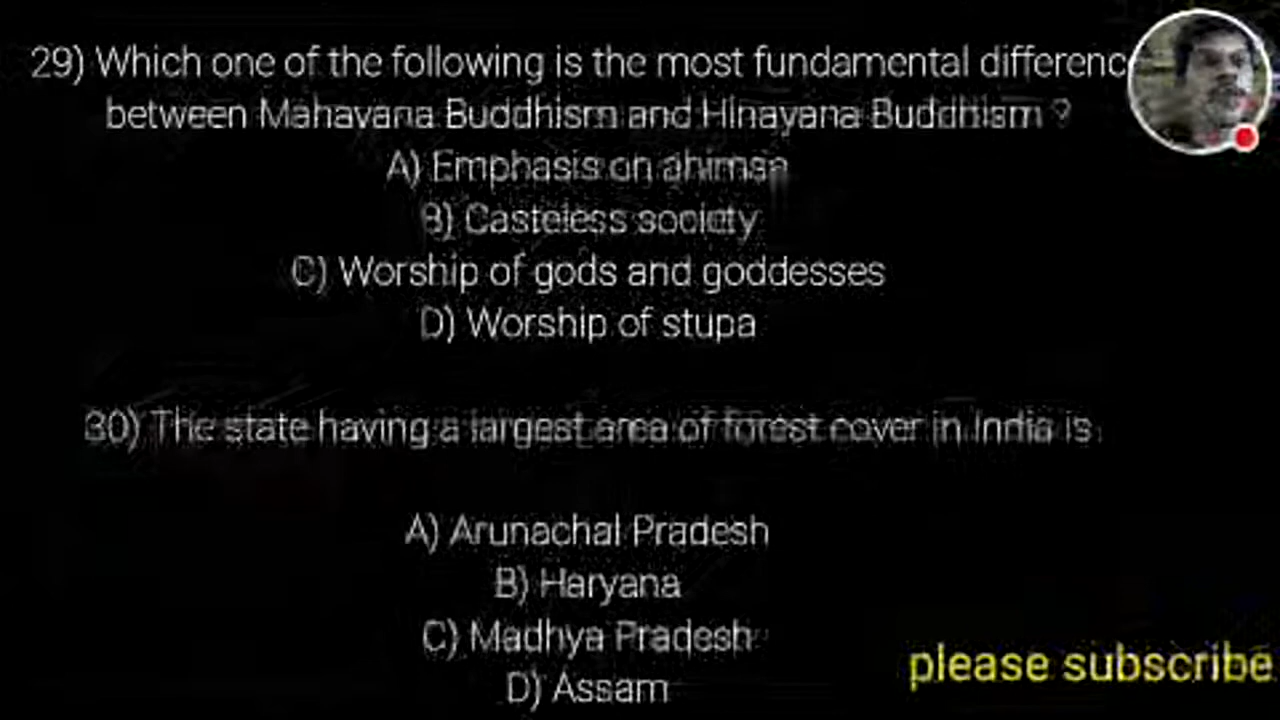 29) Which one of the following is the most fundamental differenc
between Mahayana Buddhism and Hinayana Buddhism ?
A) Emphasis on ahimsa
B) Casteless society
C) Worship of gods and goddesses
D) Worship of stupa
30) The state having a largest area of forest cover in India is
A) Arunachal Pradesh
B) Haryana
C) Madhya Pradesh
D) Assam
please subscribe